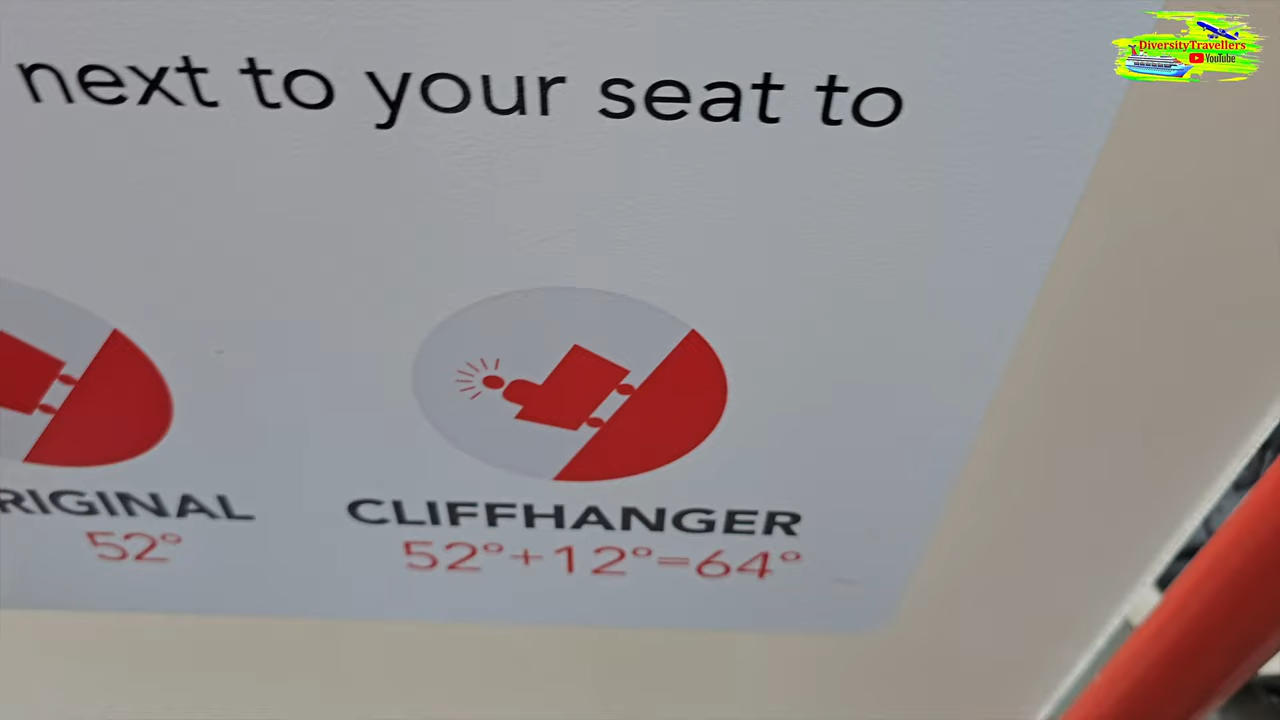 next to your seat to
RIGINAL
52°
CLIFFHANGER
52°+12°=64°
DiversityTravellers
YouTube